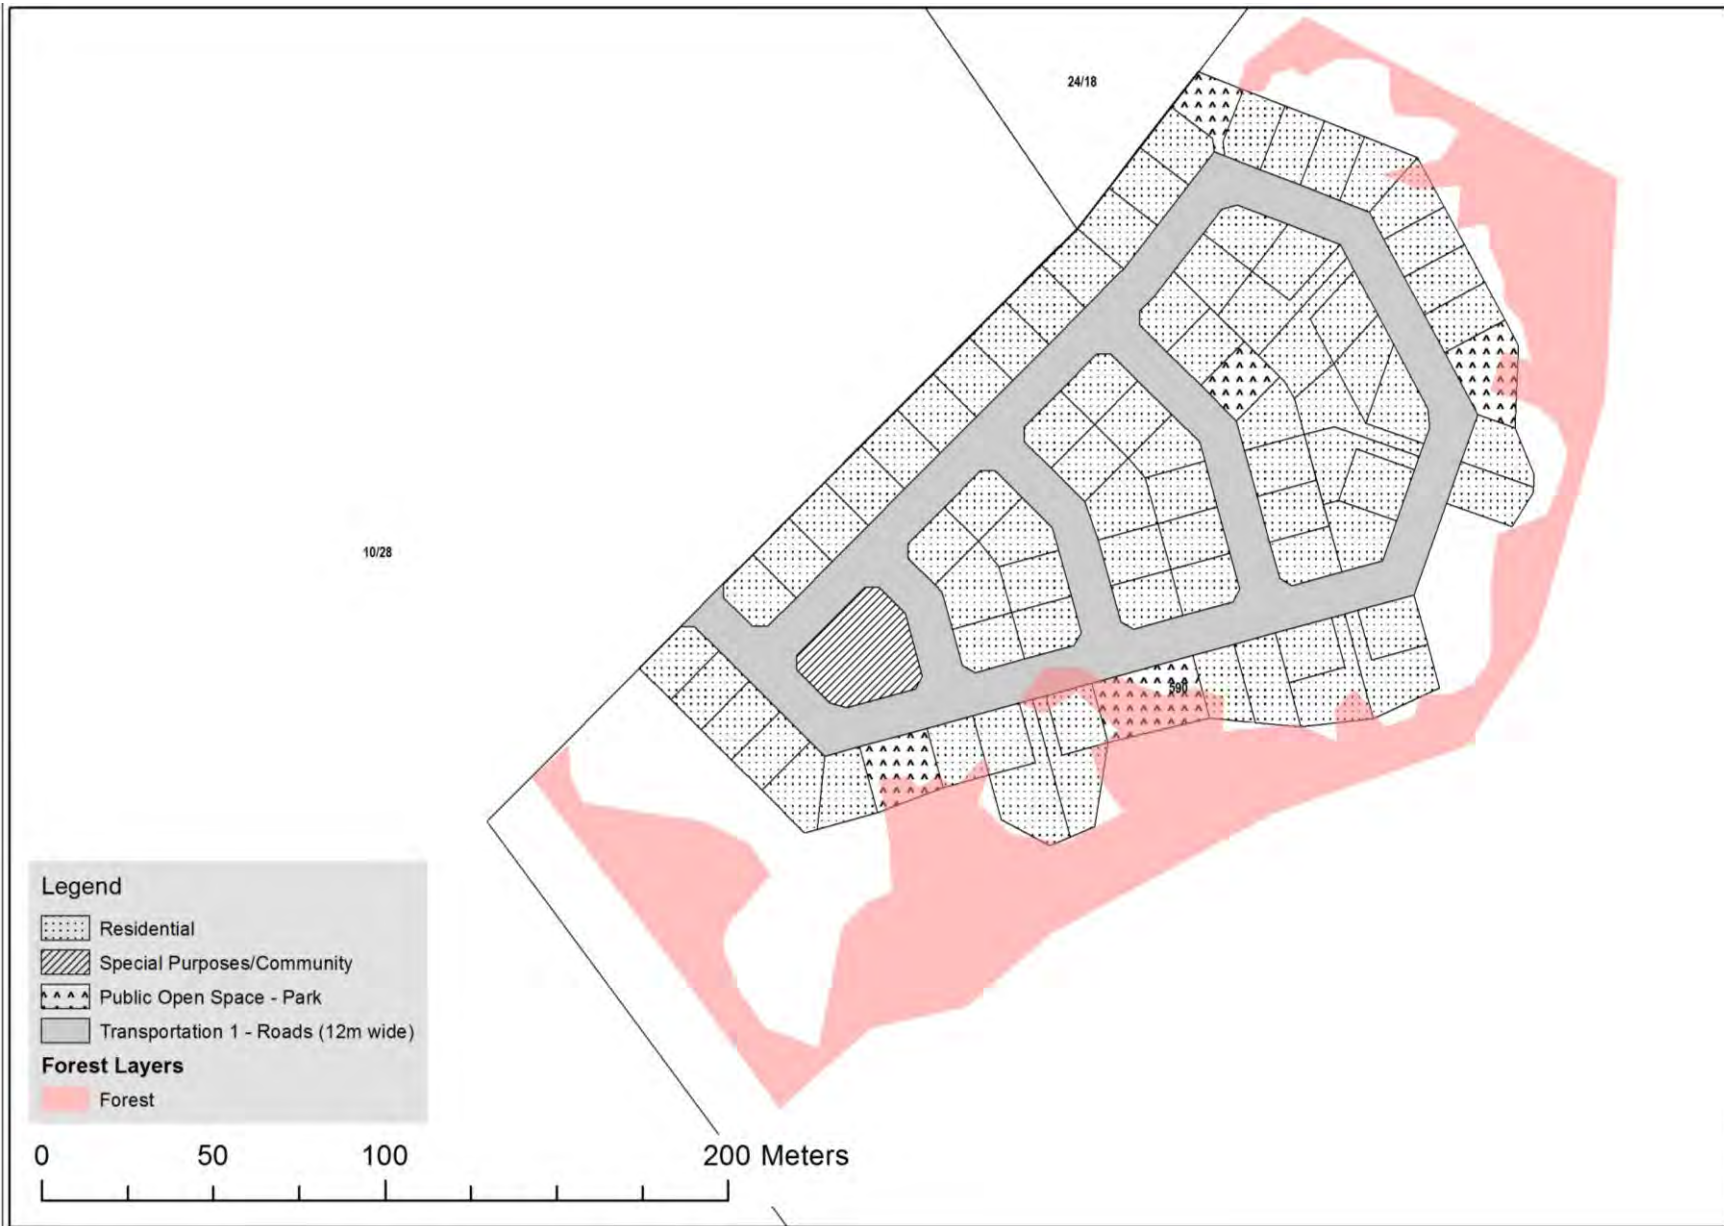 24/18
10/28
590
Legend
Residential
Special Purposes/Community
Public Open Space - Park
Transportation 1 - Roads (12m wide)
Forest Layers
Forest
0 50 100 200 Meters